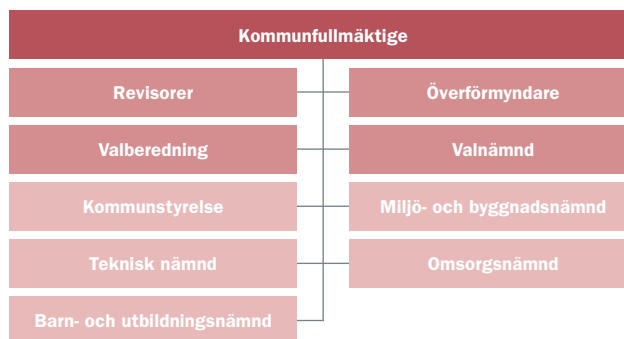 Kommunfullmäktige
Revisorer
Överförmyndare
Valberedning
Valnämnd
Kommunstyrelse
Miljö- och byggnadsnämnd
Teknisk nämnd
Omsorgsnämnd
Barn- och utbildningsnämnd